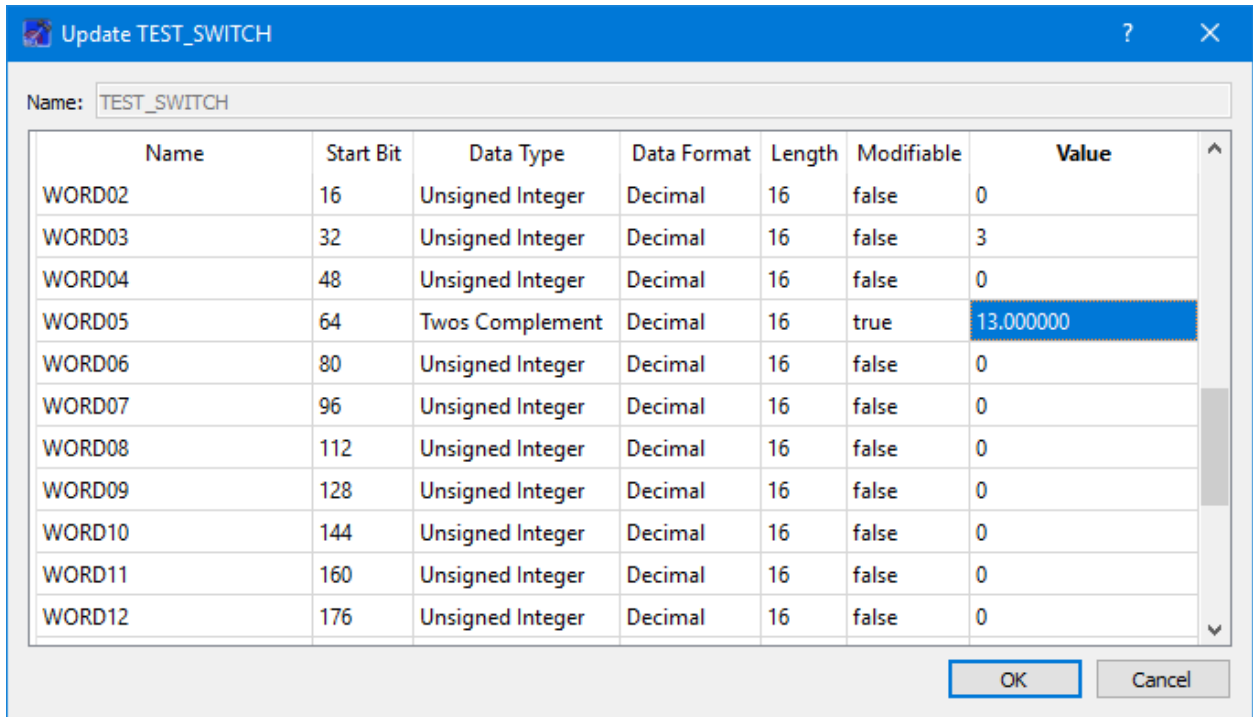 Update TEST_SWITCH ? ×
Name: TEST_SWITCH
Name Start Bit Data Type Data Format Length Modifiable Value
WORD02 16 Unsigned Integer Decimal 16 false 0
WORD03 32 Unsigned Integer Decimal 16 false 3
WORD04 48 Unsigned Integer Decimal 16 false 0
WORD05 64 Twos Complement Decimal 16 true 13.000000
WORD06 80 Unsigned Integer Decimal 16 false 0
WORD07 96 Unsigned Integer Decimal 16 false 0
WORD08 112 Unsigned Integer Decimal 16 false 0
WORD09 128 Unsigned Integer Decimal 16 false 0
WORD10 144 Unsigned Integer Decimal 16 false 0
WORD11 160 Unsigned Integer Decimal 16 false 0
WORD12 176 Unsigned Integer Decimal 16 false 0
OK Cancel